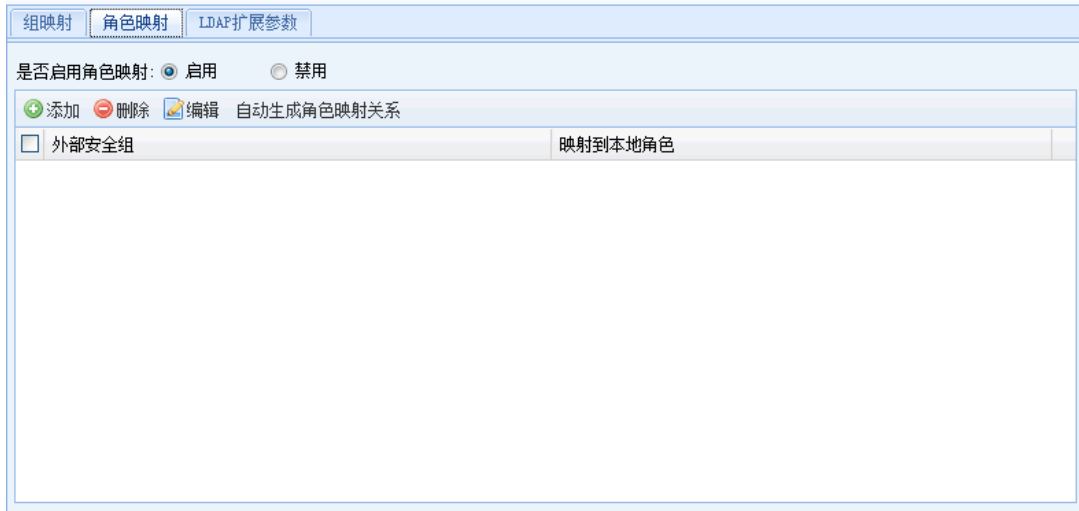 组映射 角色映射 LDAP扩展参数
是否启用角色映射: 启用 禁用
添加 删除 编辑 自动生成角色映射关系
外部安全组 映射到本地角色